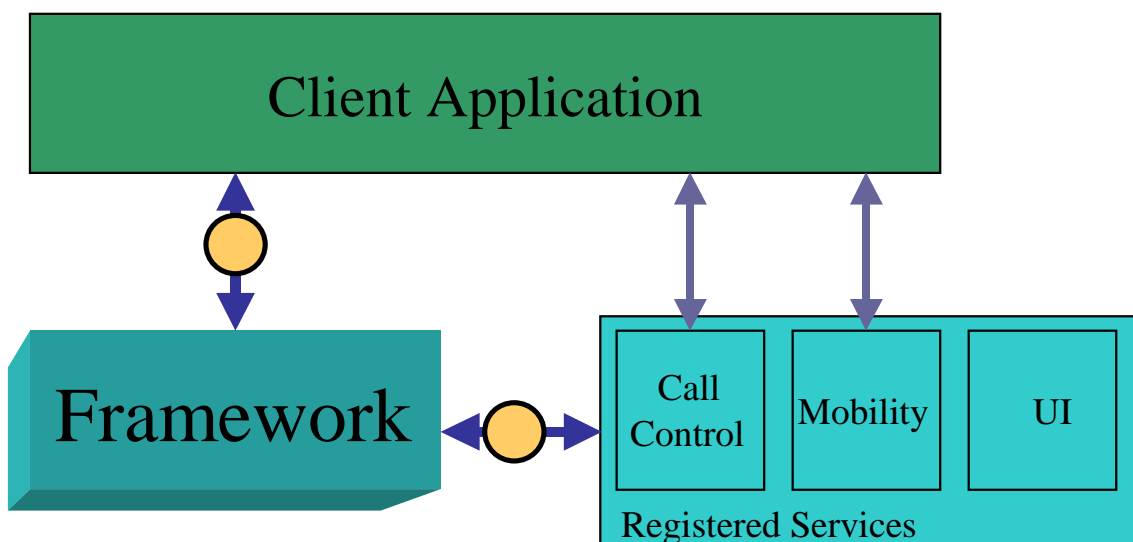 Client Application
Framework
Call
Control
Mobility
UI
Registered Services